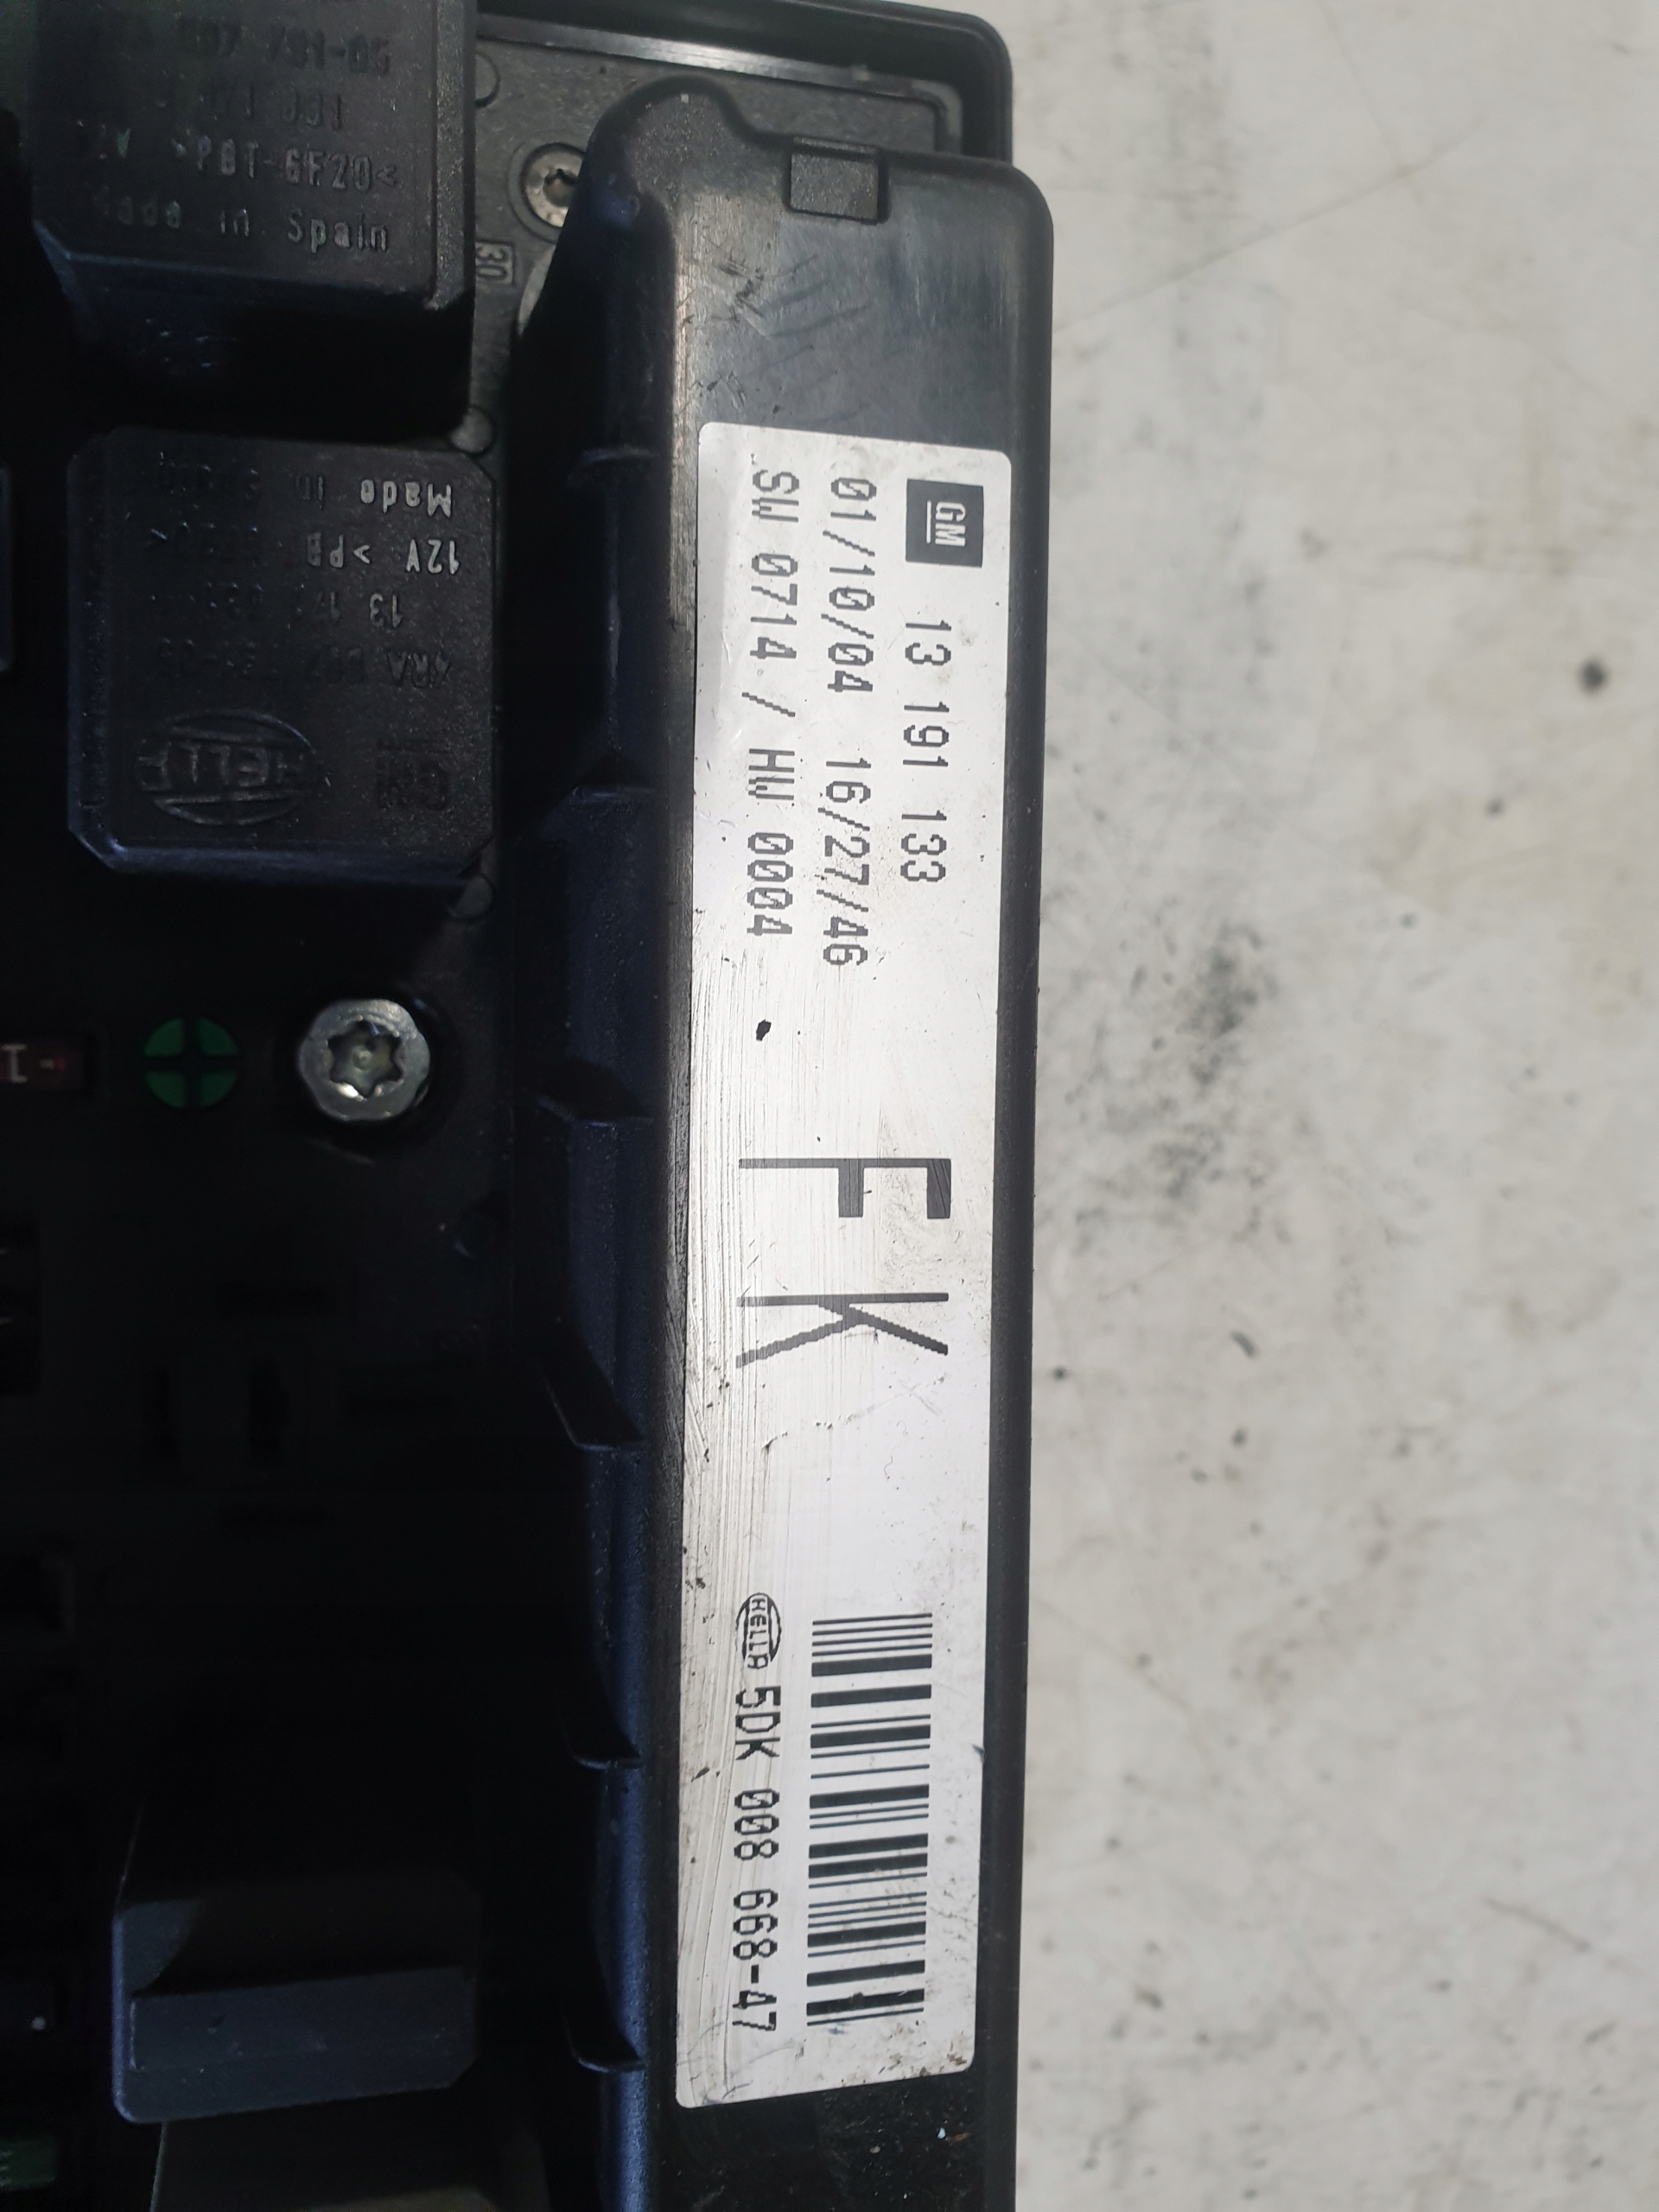 GM 13 191 133
01/10/04 16/27/46
SW 0714 / HW 0004
FK
HELLA 5DK 008 668-47
>PBT-GF20<
Made in Spain
30
HELLA
12V >PB
Made in